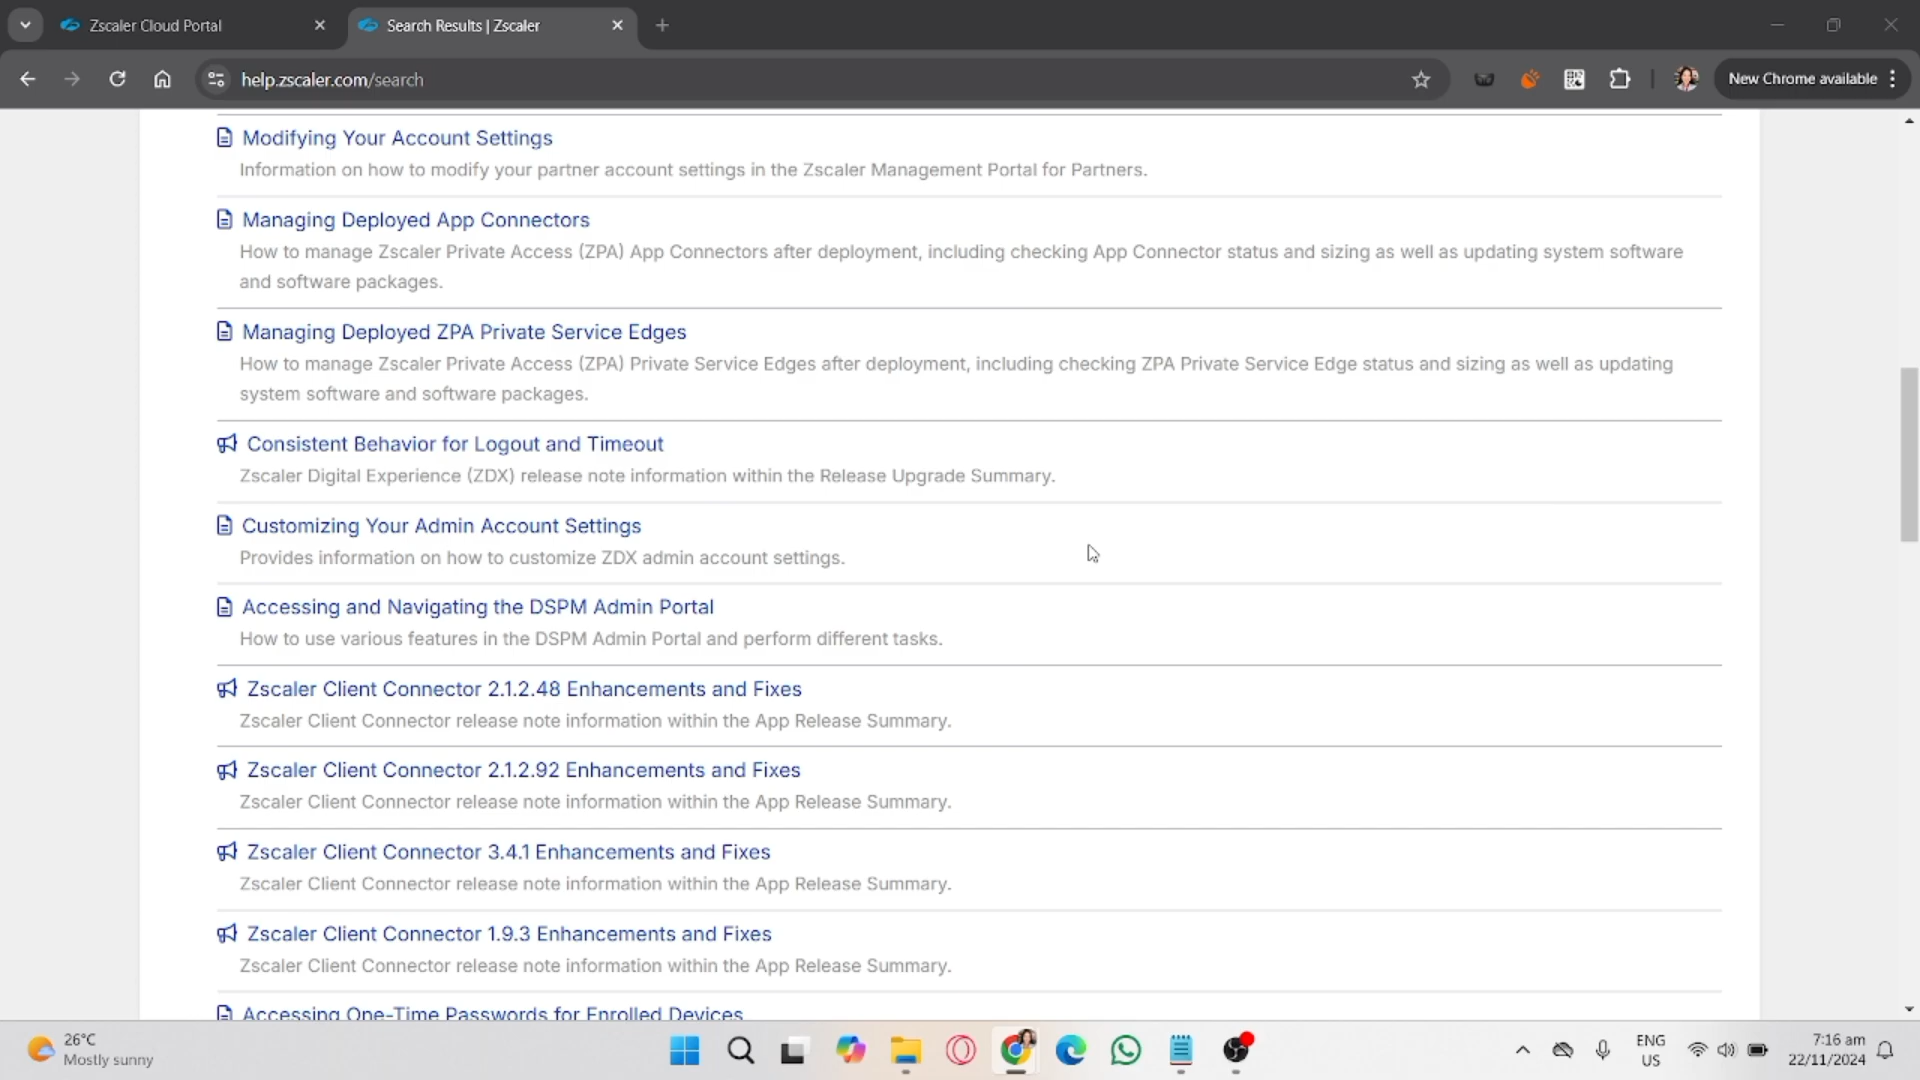 Zscaler Cloud Portal
Search Results | Zscaler
help.zscaler.com/search
New Chrome available
Modifying Your Account Settings
Information on how to modify your partner account settings in the Zscaler Management Portal for Partners.
Managing Deployed App Connectors
How to manage Zscaler Private Access (ZPA) App Connectors after deployment, including checking App Connector status and sizing as well as updating system software
and software packages.
Managing Deployed ZPA Private Service Edges
How to manage Zscaler Private Access (ZPA) Private Service Edges after deployment, including checking ZPA Private Service Edge status and sizing as well as updating
system software and software packages.
Consistent Behavior for Logout and Timeout
Zscaler Digital Experience (ZDX) release note information within the Release Upgrade Summary.
Customizing Your Admin Account Settings
Provides information on how to customize ZDX admin account settings.
Accessing and Navigating the DSPM Admin Portal
How to use various features in the DSPM Admin Portal and perform different tasks.
Zscaler Client Connector 2.1.2.48 Enhancements and Fixes
Zscaler Client Connector release note information within the App Release Summary.
Zscaler Client Connector 2.1.2.92 Enhancements and Fixes
Zscaler Client Connector release note information within the App Release Summary.
Zscaler Client Connector 3.4.1 Enhancements and Fixes
Zscaler Client Connector release note information within the App Release Summary.
Zscaler Client Connector 1.9.3 Enhancements and Fixes
Zscaler Client Connector release note information within the App Release Summary.
Accessing One-Time Passwords for Enrolled Devices
26°C
Mostly sunny
ENG
US
7:16 am
22/11/2024